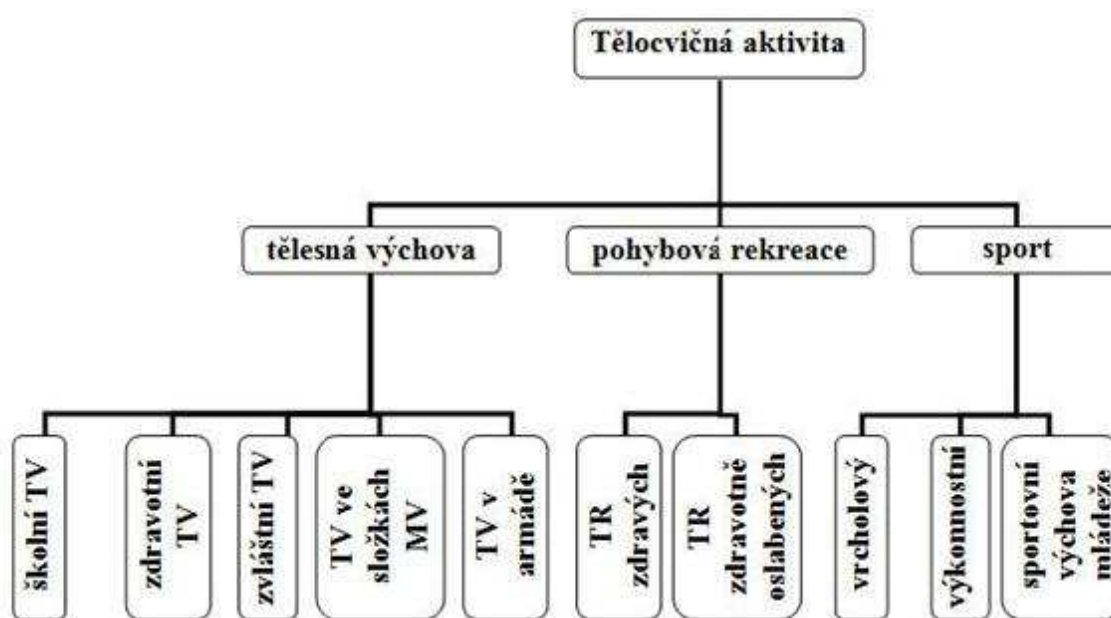 Tělocvičná aktivita
tělesná výchova
pohybová rekreace
sport
školní TV
zdravotní
TV
zvláštní TV
TV ve
složkách
MV
TV v
armádě
TR
zdravých
TR
zdravotně
oslabených
vrcholový
výkonnostní
sportovní
výchova
mládeže